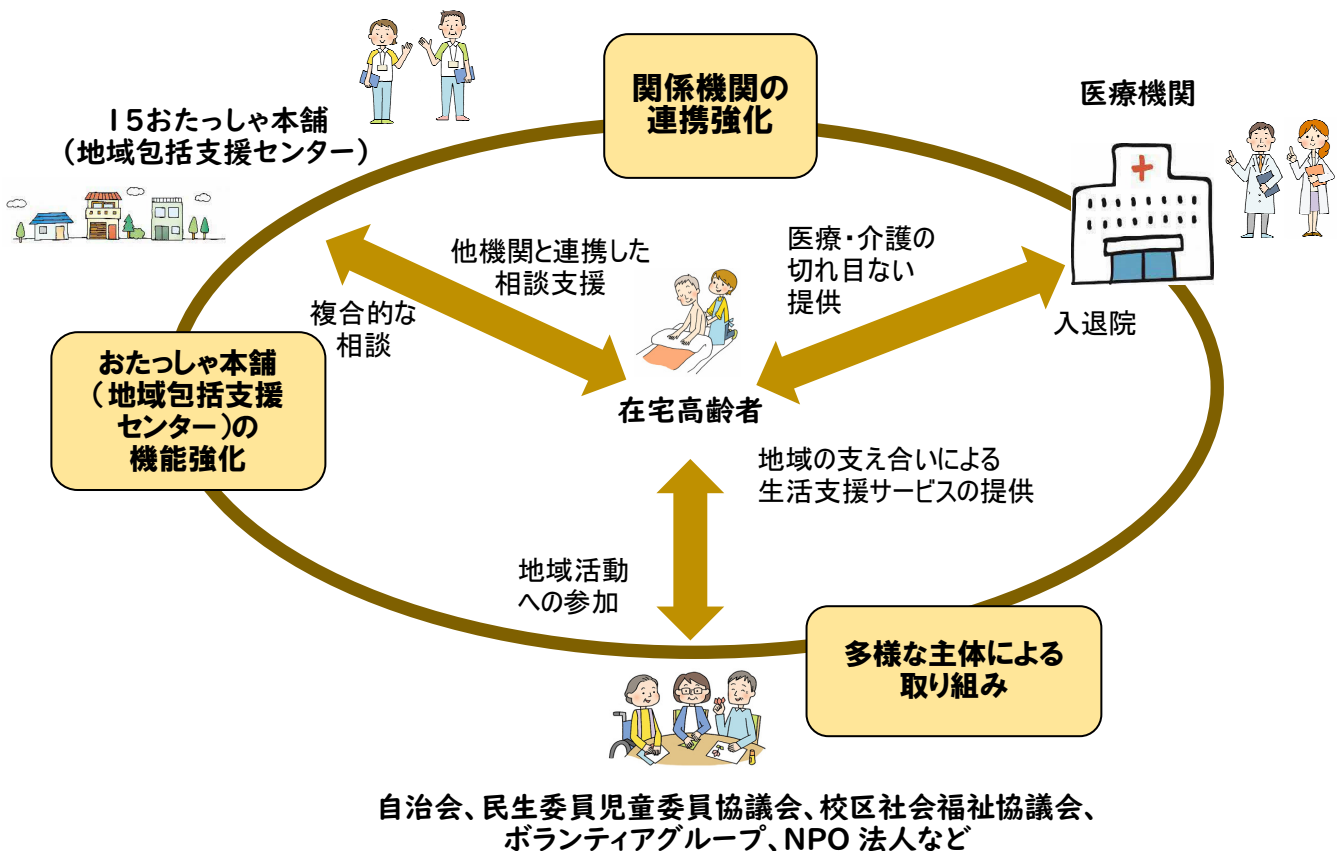 関係機関の
連携強化
医療機関
15おたっしゃ本舗
(地域包括支援センター)
他機関と連携した
相談支援
医療・介護の
切れ目ない
提供
複合的な
相談
入退院
おたっしゃ本舗
(地域包括支援
センター)の
機能強化
在宅高齢者
地域の支え合いによる
生活支援サービスの提供
地域活動
への参加
多様な主体による
取り組み
自治会、民生委員児童委員協議会、校区社会福祉協議会、
ボランティアグループ、NPO 法人など